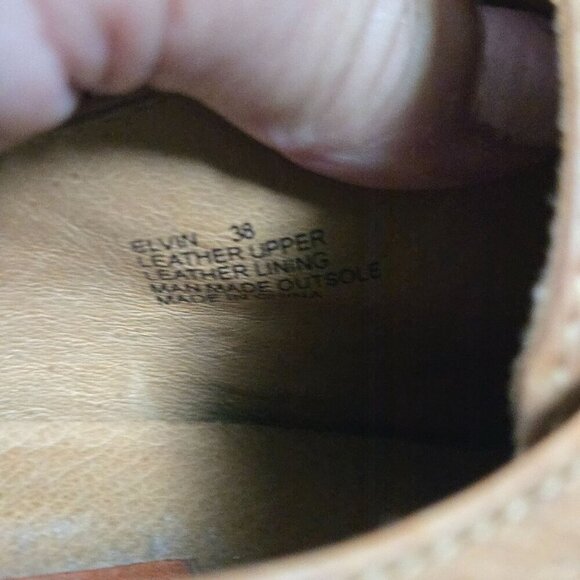 ELVIN 38
LEATHER UPPER
LEATHER LINING
MAN MADE OUTSOLE
MADE IN CHINA